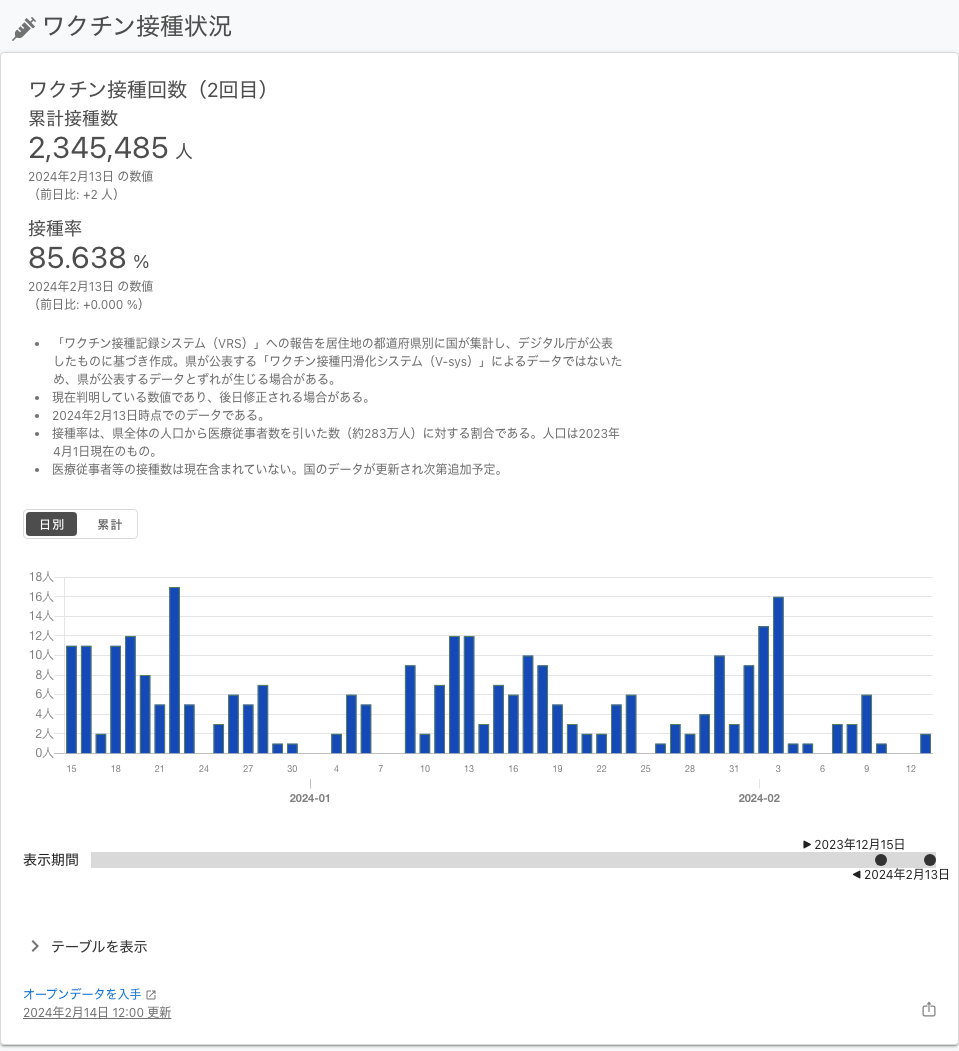 ワクチン接種状況
ワクチン接種回数（2回目）
累計接種数
2,345,485 人
2024年2月13日 の数値
（前日比: +2 人）
接種率
85.638 %
2024年2月13日 の数値
（前日比: +0.000 %）
• 「ワクチン接種記録システム（VRS）」への報告を居住地の都道府県別に国が集計し、デジタル庁が公表
したものに基づき作成。県が公表する「ワクチン接種円滑化システム（V-sys）」によるデータではないた
め、県が公表するデータとずれが生じる場合がある。
• 現在判明している数値であり、後日修正される場合がある。
• 2024年2月13日時点でのデータである。
• 接種率は、県全体の人口から医療従事者数を引いた数（約283万人）に対する割合である。人口は2023年
4月1日現在のもの。
• 医療従事者等の接種数は現在含まれていない。国のデータが更新され次第追加予定。
日別 累計
18人
16人
14人
12人
10人
8人
6人
4人
2人
0人
15 18 21 24 27 30 4 7 10 13 16 19 22 25 28 31 3 6 9 12
2024-01 2024-02
▶ 2023年12月15日
表示期間
◀ 2024年2月13日
テーブルを表示
オープンデータを入手
2024年2月14日 12:00 更新